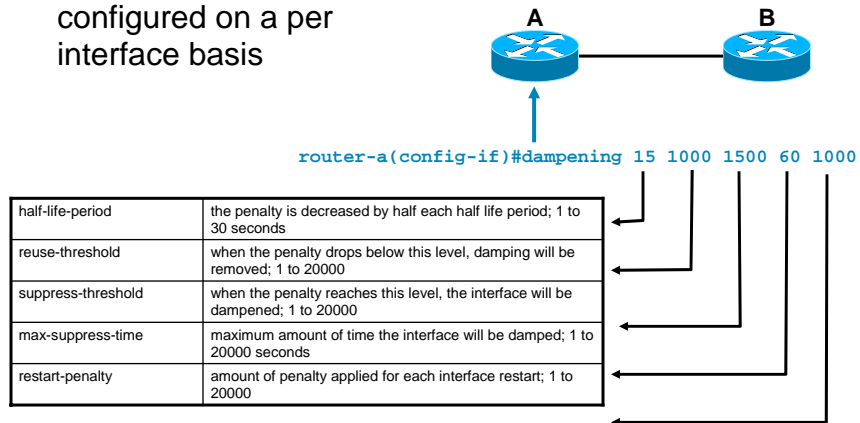 configured on a per
interface basis
A
B
router-a(config-if)#dampening 15 1000 1500 60 1000
half-life-period
the penalty is decreased by half each half life period; 1 to
30 seconds
reuse-threshold
when the penalty drops below this level, damping will be
removed; 1 to 20000
suppress-threshold
when the penalty reaches this level, the interface will be
dampened; 1 to 20000
max-suppress-time
maximum amount of time the interface will be damped; 1 to
20000 seconds
restart-penalty
amount of penalty applied for each interface restart; 1 to
20000